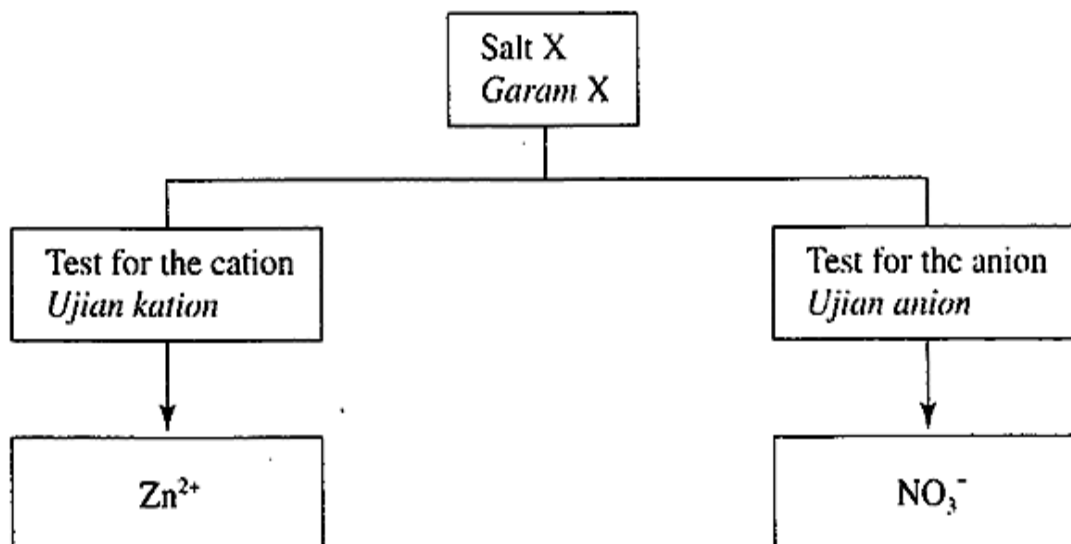 Salt X
Garam X
Test for the cation
Ujian kation
Test for the anion
Ujian anion
Zn²⁺
NO₃⁻